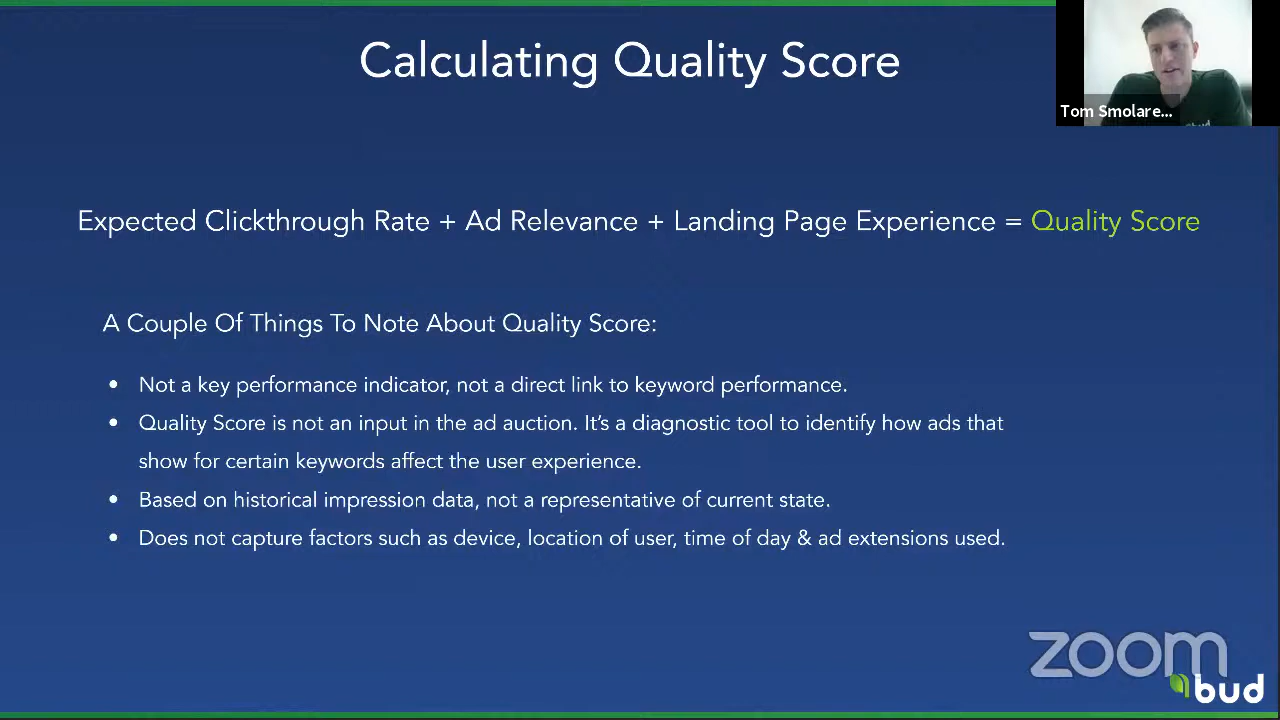 Calculating Quality Score
Tom Smolare...
Expected Clickthrough Rate + Ad Relevance + Landing Page Experience = Quality Score
A Couple Of Things To Note About Quality Score:
• Not a key performance indicator, not a direct link to keyword performance.
• Quality Score is not an input in the ad auction. It’s a diagnostic tool to identify how ads that
show for certain keywords affect the user experience.
• Based on historical impression data, not a representative of current state.
• Does not capture factors such as device, location of user, time of day & ad extensions used.
zoom
bud